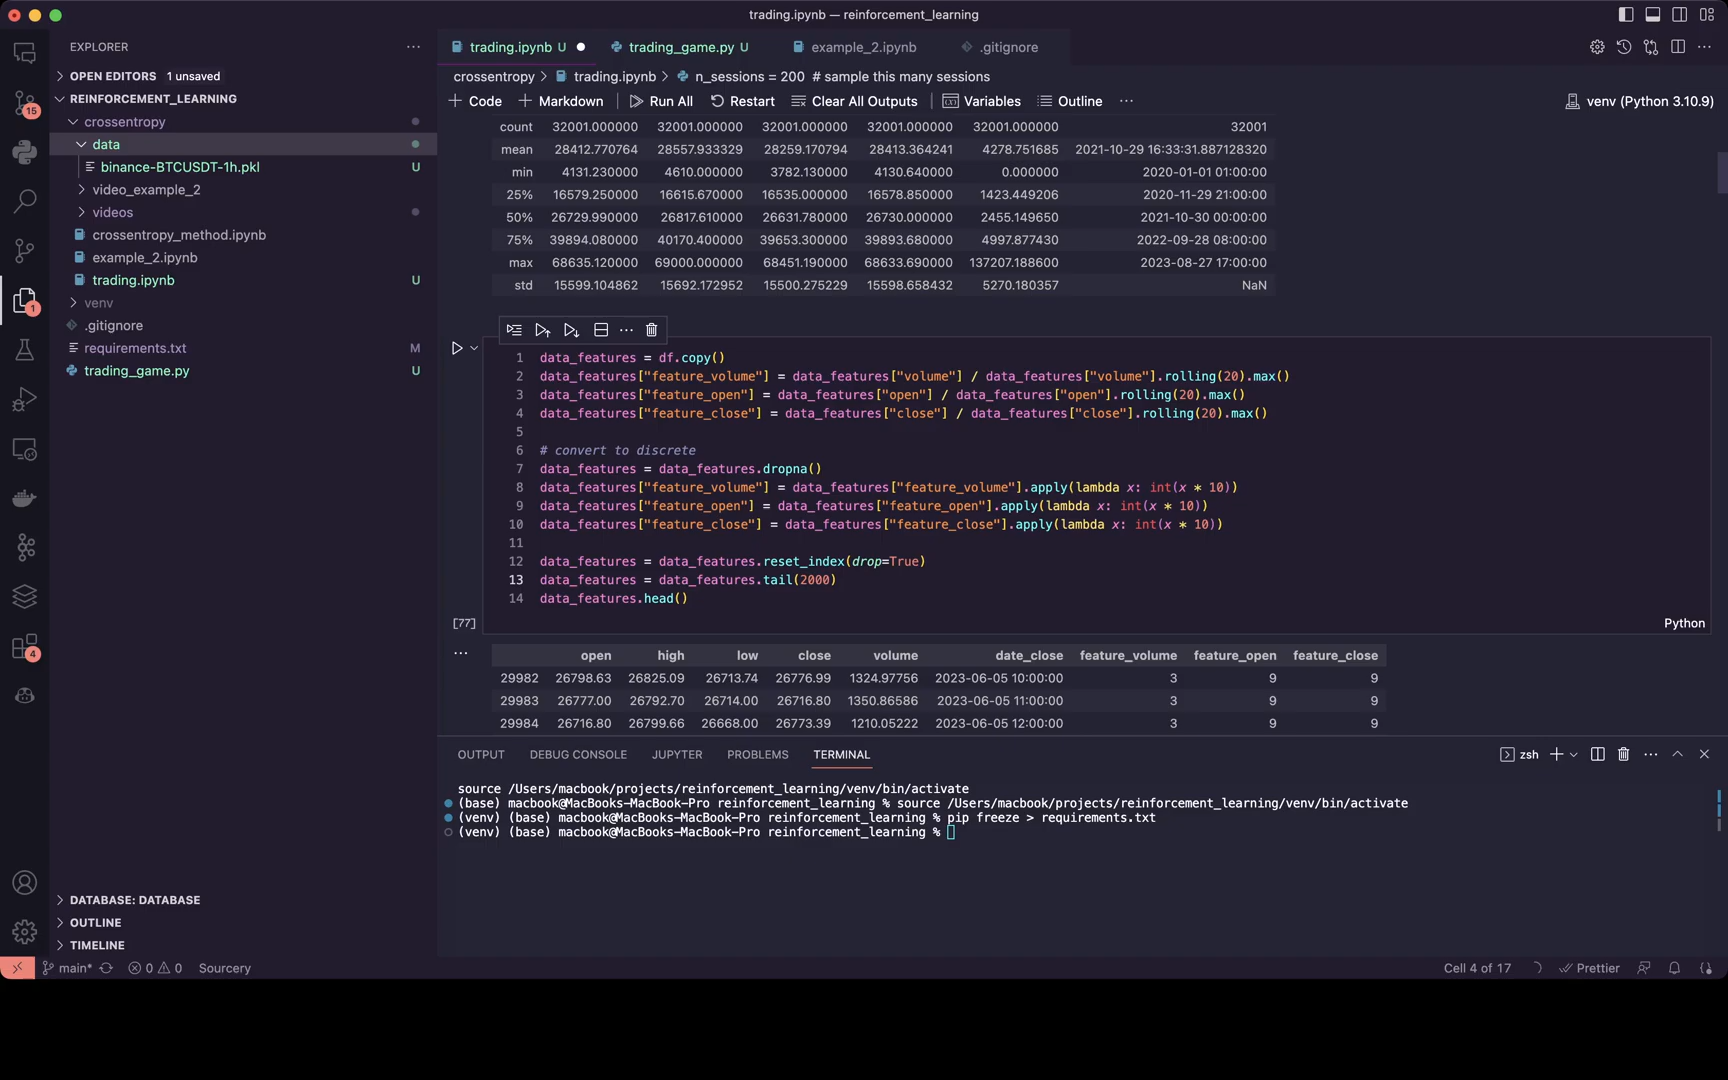 trading.ipynb — reinforcement_learning
EXPLORER
OPEN EDITORS 1 unsaved
REINFORCEMENT_LEARNING
crossentropy
data
binance-BTCUSDT-1h.pkl U
video_example_2
videos
crossentropy_method.ipynb
example_2.ipynb
trading.ipynb U
venv
.gitignore
requirements.txt M
trading_game.py U
DATABASE: DATABASE
OUTLINE
TIMELINE
15
1
4
trading.ipynb U trading_game.py U example_2.ipynb .gitignore
crossentropy > trading.ipynb > n_sessions = 200 # sample this many sessions
Code Markdown Run All Restart Clear All Outputs Variables Outline venv (Python 3.10.9)
count 32001.000000 32001.000000 32001.000000 32001.000000 32001.000000 32001
mean 28412.770764 28557.933329 28259.170794 28413.364241 4278.751685 2021-10-29 16:33:31.887128320
min 4131.230000 4610.000000 3782.130000 4130.640000 0.000000 2020-01-01 01:00:00
25% 16579.250000 16615.670000 16535.000000 16578.850000 1423.449206 2020-11-29 21:00:00
50% 26729.990000 26817.610000 26631.780000 26730.000000 2455.149650 2021-10-30 00:00:00
75% 39894.080000 40170.400000 39653.300000 39893.680000 4997.877430 2022-09-28 08:00:00
max 68635.120000 69000.000000 68451.190000 68633.690000 137207.188600 2023-08-27 17:00:00
std 15599.104862 15692.172952 15500.275229 15598.658432 5270.180357 NaN
1 data_features = df.copy()
2 data_features["feature_volume"] = data_features["volume"] / data_features["volume"].rolling(20).max()
3 data_features["feature_open"] = data_features["open"] / data_features["open"].rolling(20).max()
4 data_features["feature_close"] = data_features["close"] / data_features["close"].rolling(20).max()
5
6 # convert to discrete
7 data_features = data_features.dropna()
8 data_features["feature_volume"] = data_features["feature_volume"].apply(lambda x: int(x * 10))
9 data_features["feature_open"] = data_features["feature_open"].apply(lambda x: int(x * 10))
10 data_features["feature_close"] = data_features["feature_close"].apply(lambda x: int(x * 10))
11
12 data_features = data_features.reset_index(drop=True)
13 data_features = data_features.tail(2000)
14 data_features.head()
[77] Python
open high low close volume date_close feature_volume feature_open feature_close
29982 26798.63 26825.09 26713.74 26776.99 1324.97756 2023-06-05 10:00:00 3 9 9
29983 26777.00 26792.70 26714.00 26716.80 1350.86586 2023-06-05 11:00:00 3 9 9
29984 26716.80 26799.66 26668.00 26773.39 1210.05222 2023-06-05 12:00:00 3 9 9
OUTPUT DEBUG CONSOLE JUPYTER PROBLEMS TERMINAL zsh
source /Users/macbook/projects/reinforcement_learning/venv/bin/activate
(base) macbook@MacBooks-MacBook-Pro reinforcement_learning % source /Users/macbook/projects/reinforcement_learning/venv/bin/activate
(venv) (base) macbook@MacBooks-MacBook-Pro reinforcement_learning % pip freeze > requirements.txt
(venv) (base) macbook@MacBooks-MacBook-Pro reinforcement_learning %
main* 0 0 Sourcery Cell 4 of 17 Prettier